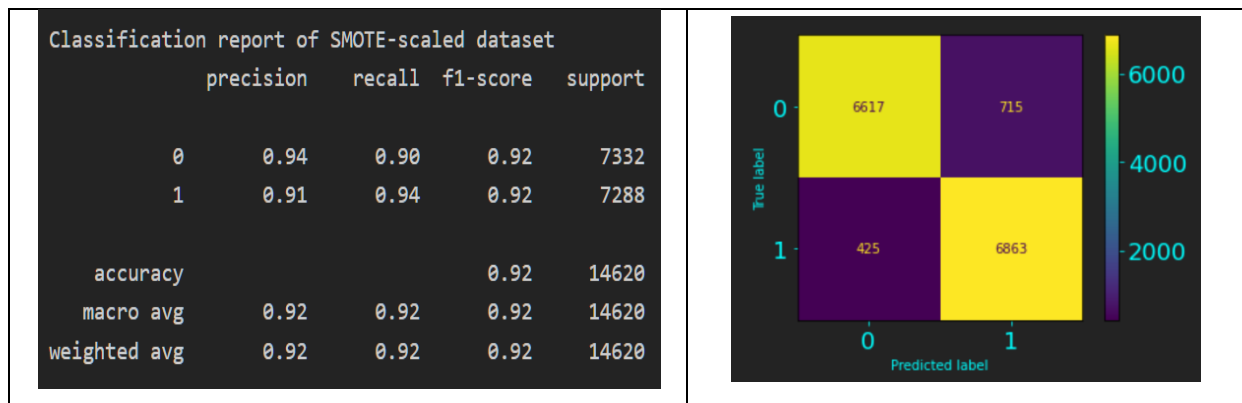 Classification report of SMOTE-scaled dataset
precision recall f1-score support
0 0.94 0.90 0.92 7332
1 0.91 0.94 0.92 7288
accuracy 0.92 14620
macro avg 0.92 0.92 0.92 14620
weighted avg 0.92 0.92 0.92 14620
True label
0
6617 715
1
425 6863
0 1
Predicted label
6000
4000
2000